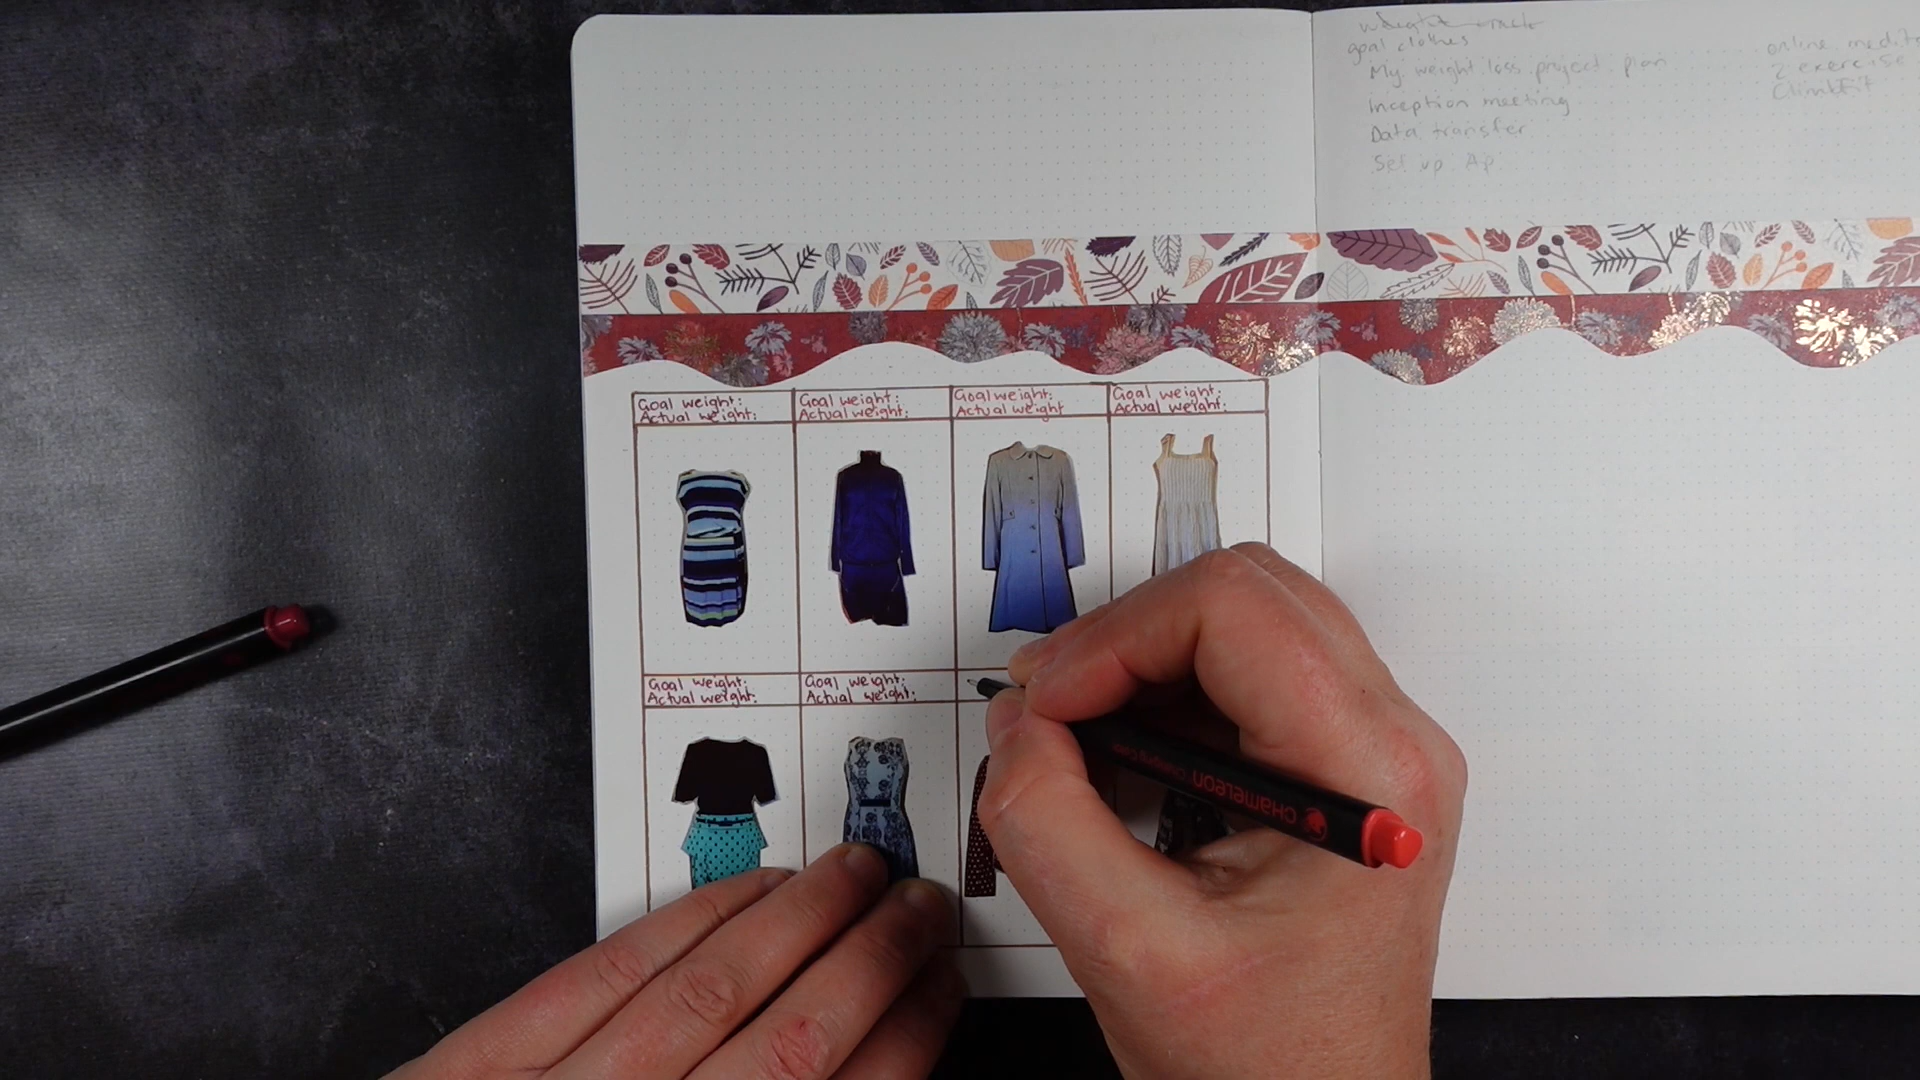 goal clothes
My weight loss project plan
Inception meeting
Data transfer
Set up Ap
online
2 exercise
ClimbFit
Goal weight:
Actual weight:
Goal weight:
Actual weight:
Goal weight:
Actual weight
Goal weight:
Actual weight:
Goal weight:
Actual weight:
Goal weight:
Actual weight:
CHAMELEON